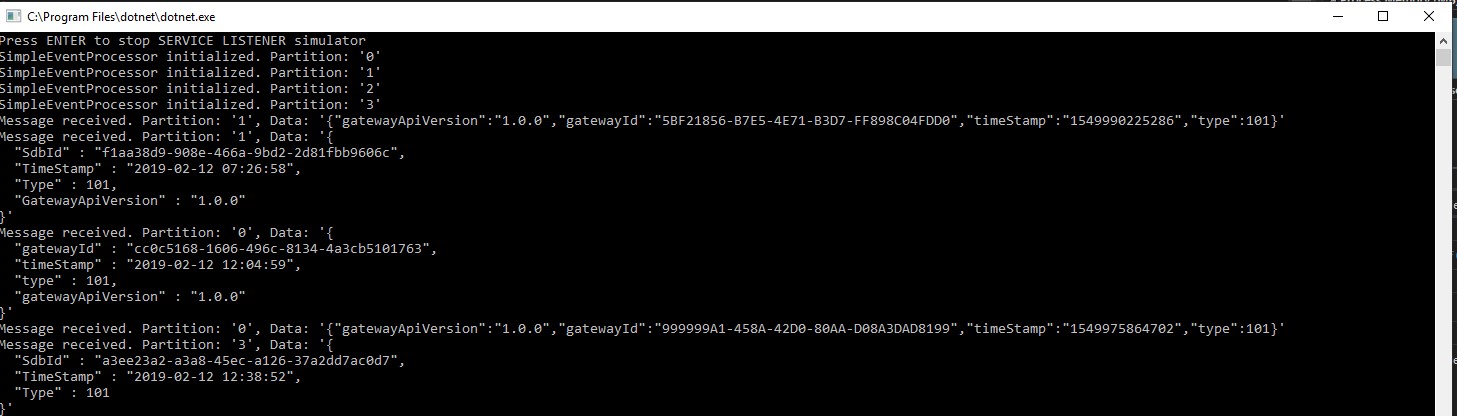 C:\Program Files\dotnet\dotnet.exe
Press ENTER to stop SERVICE LISTENER simulator
SimpleEventProcessor initialized. Partition: '0'
SimpleEventProcessor initialized. Partition: '1'
SimpleEventProcessor initialized. Partition: '2'
SimpleEventProcessor initialized. Partition: '3'
Message received. Partition: '1', Data: '{"gatewayApiVersion":"1.0.0","gatewayId":"5BF21856-B7E5-4E71-B3D7-FF898C04FDD0","timeStamp":"1549990225286","type":101}'
Message received. Partition: '1', Data: '{
  "SdbId" : "f1aa38d9-908e-466a-9bd2-2d81fbb9606c",
  "TimeStamp" : "2019-02-12 07:26:58",
  "Type" : 101,
  "GatewayApiVersion" : "1.0.0"
}'
Message received. Partition: '0', Data: '{
  "gatewayId" : "cc0c5168-1606-496c-8134-4a3cb5101763",
  "timeStamp" : "2019-02-12 12:04:59",
  "type" : 101,
  "gatewayApiVersion" : "1.0.0"
}'
Message received. Partition: '0', Data: '{"gatewayApiVersion":"1.0.0","gatewayId":"999999A1-458A-42D0-80AA-D08A3DAD8199","timeStamp":"1549975864702","type":101}'
Message received. Partition: '3', Data: '{
  "SdbId" : "a3ee23a2-a3a8-45ec-a126-37a2dd7ac0d7",
  "TimeStamp" : "2019-02-12 12:38:52",
  "Type" : 101
}'